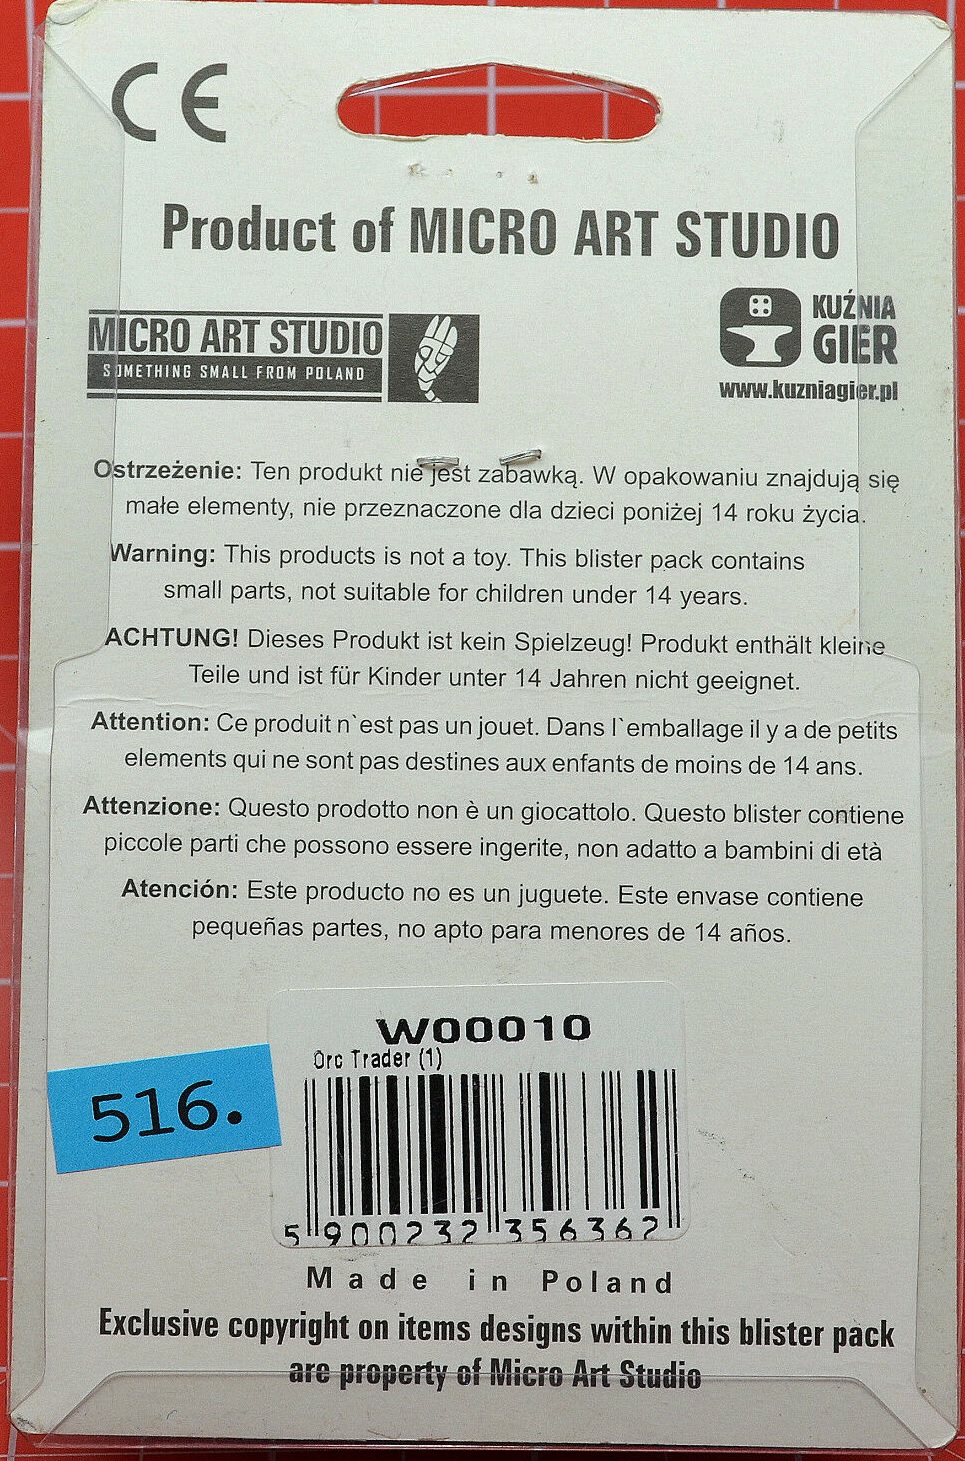 CE
Product of MICRO ART STUDIO
MICRO ART STUDIO
SOMETHING SMALL FROM POLAND
KUŹNIA
GIER
www.kuzniagier.pl
Ostrzeżenie: Ten produkt nie jest zabawką. W opakowaniu znajdują się
małe elementy, nie przeznaczone dla dzieci poniżej 14 roku życia.
Warning: This products is not a toy. This blister pack contains
small parts, not suitable for children under 14 years.
ACHTUNG! Dieses Produkt ist kein Spielzeug! Produkt enthält kleine
Teile und ist für Kinder unter 14 Jahren nicht geeignet.
Attention: Ce produit n`est pas un jouet. Dans l`emballage il y a de petits
elements qui ne sont pas destines aux enfants de moins de 14 ans.
Attenzione: Questo prodotto non è un giocattolo. Questo blister contiene
piccole parti che possono essere ingerite, non adatto a bambini di età
Atención: Este producto no es un juguete. Este envase contiene
pequeñas partes, no apto para menores de 14 años.
W00010
Orc Trader (1)
516.
5 900232 356362
Made in Poland
Exclusive copyright on items designs within this blister pack
are property of Micro Art Studio